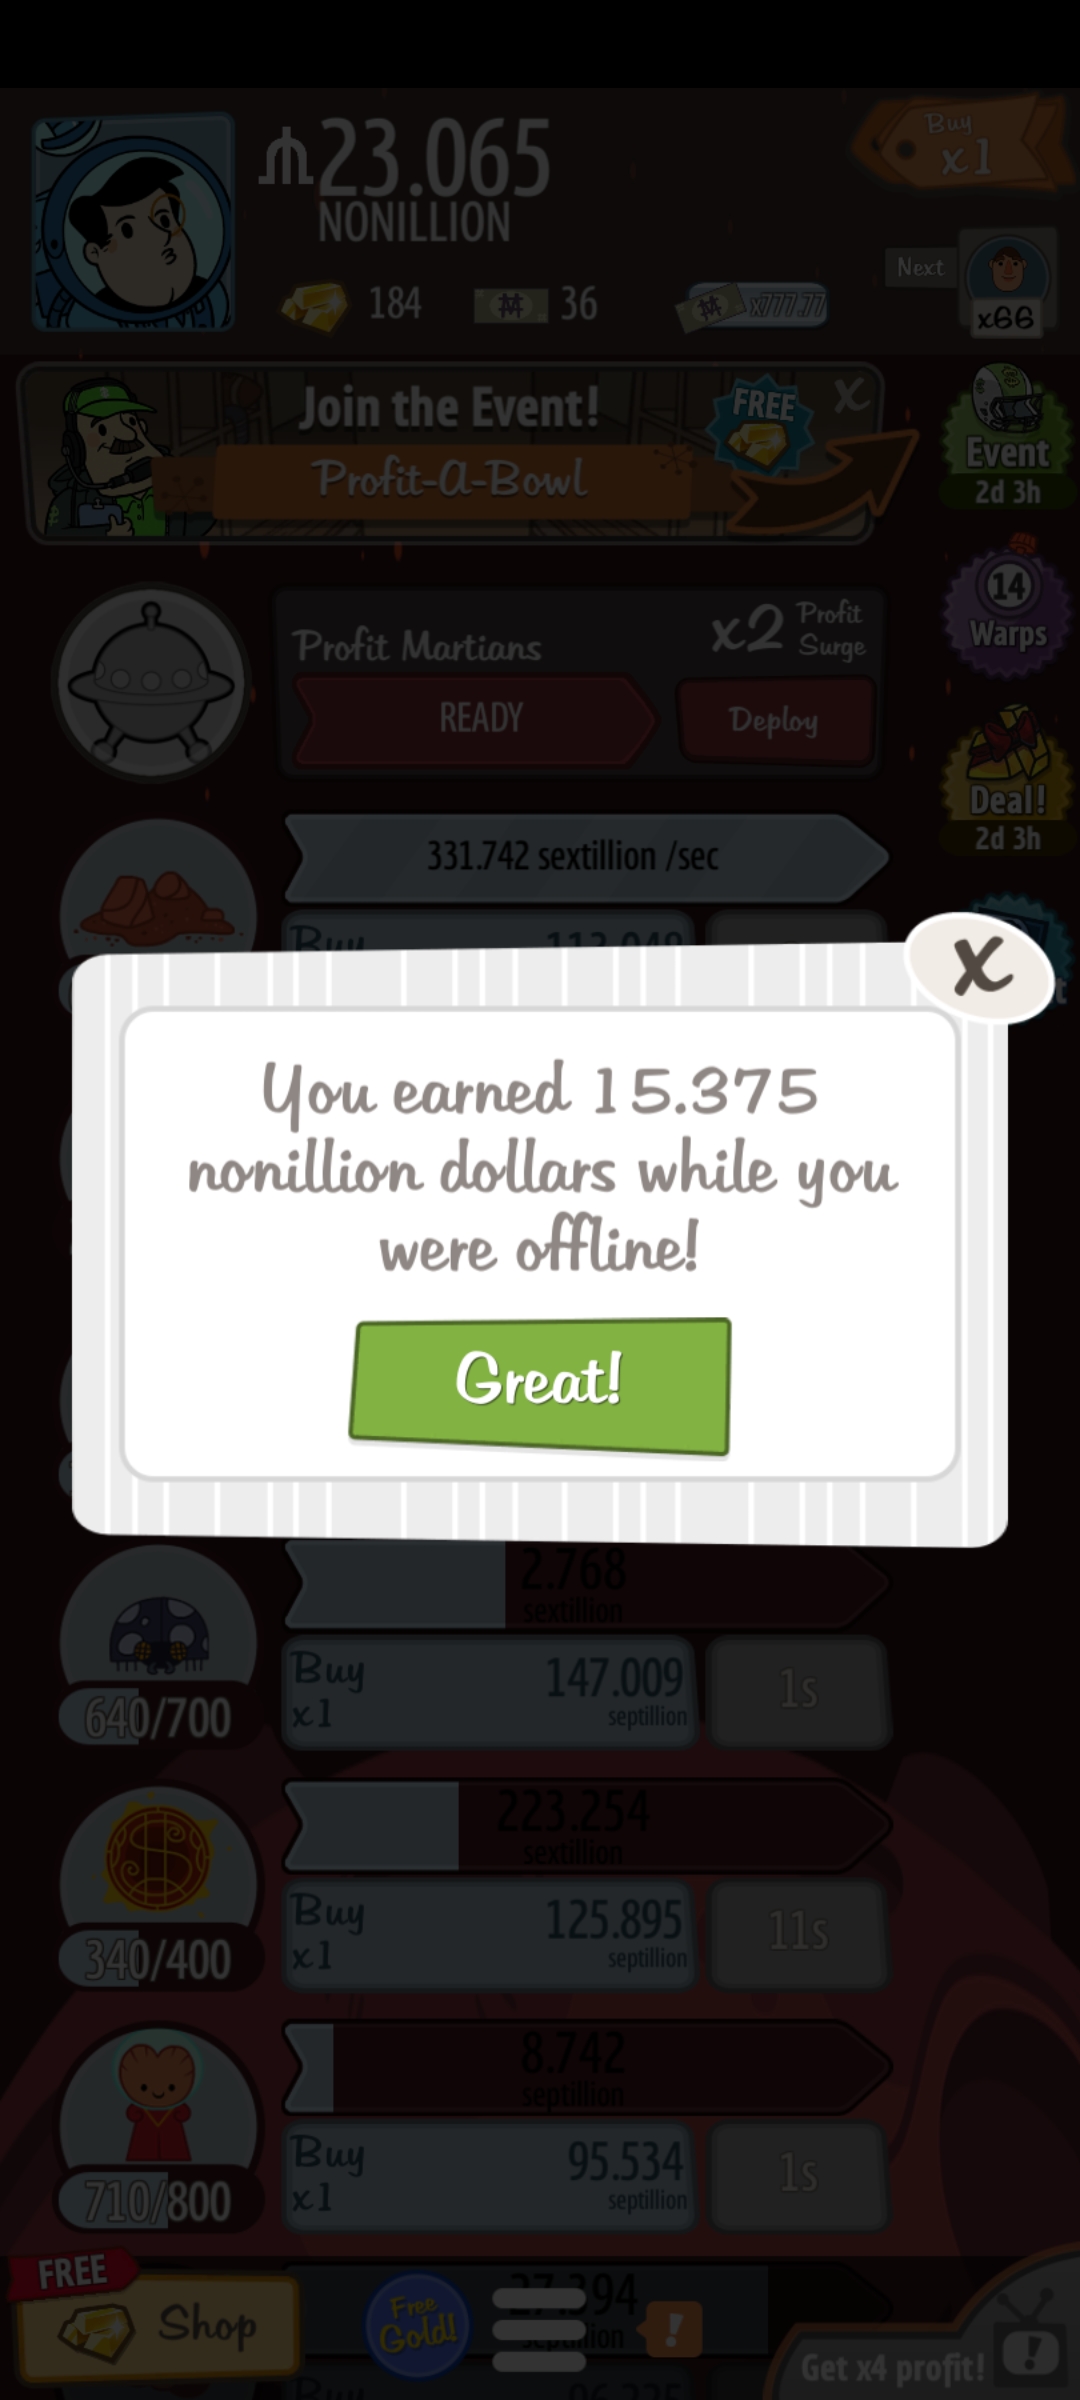 23.065
NONILLION
Buy
x1
184
36
x777.77
Next
x66
Join the Event!
Profit-A-Bowl
FREE
X
Event
2d 3h
Profit Martians
x2 Profit
Surge
READY
Deploy
14
Warps
Deal!
2d 3h
331.742 sextillion /sec
Buy
113.049
X
You earned 15.375
nonillion dollars while you
were offline!
Great!
2.768
sextillion
640/700
Buy
x1
147.009
septillion
1s
223.254
sextillion
340/400
Buy
x1
125.895
septillion
11s
8.742
septillion
710/800
Buy
x1
95.534
septillion
1s
FREE
Shop
Free
Gold!
!
Get x4 profit!
!
Buy